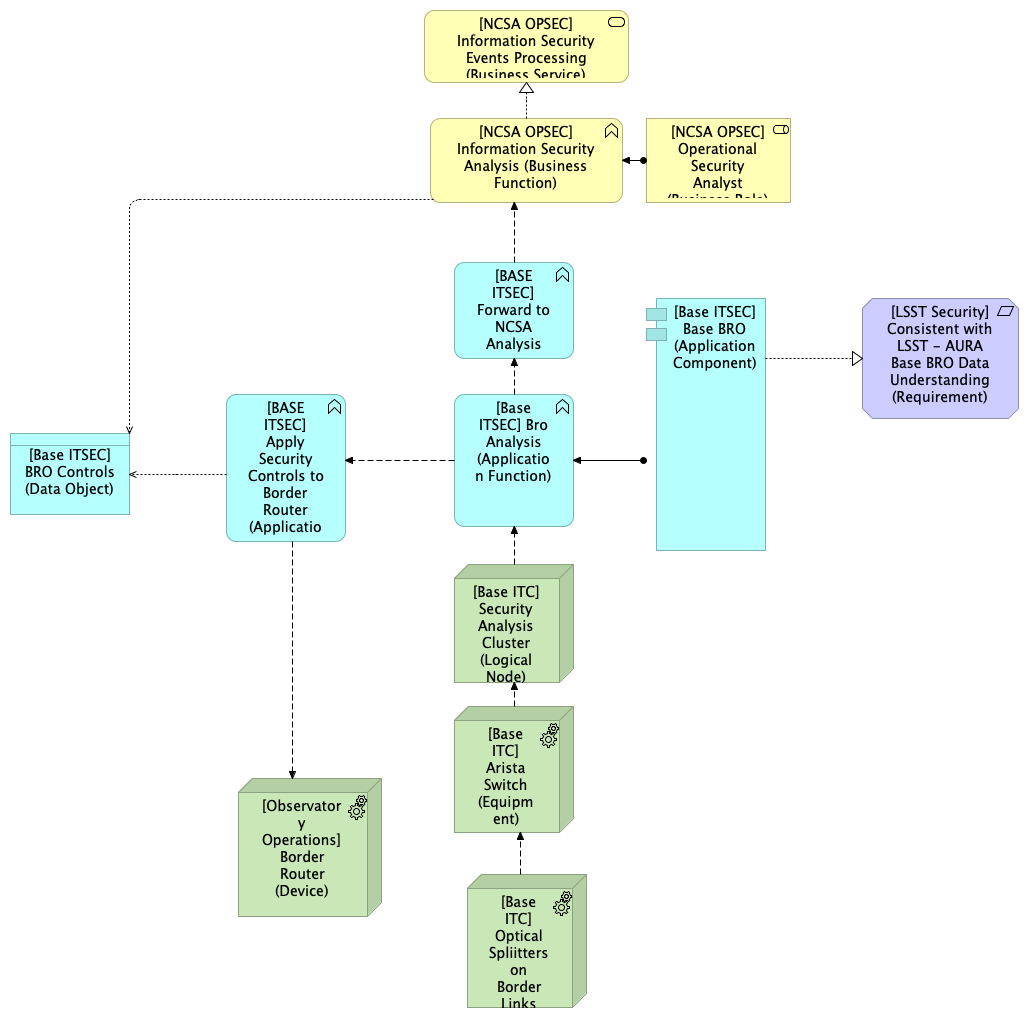 [NCSA OPSEC]
Information Security
Events Processing
(Business Service)
[NCSA OPSEC]
Information Security
Analysis (Business
Function)
[NCSA OPSEC]
Operational
Security
Analyst
(Business Role)
[BASE
ITSEC]
Forward to
NCSA
Analysis
[Base ITSEC]
Base BRO
(Application
Component)
[LSST Security]
Consistent with
LSST - AURA
Base BRO Data
Understanding
(Requirement)
[Base ITSEC]
BRO Controls
(Data Object)
[BASE
ITSEC]
Apply
Security
Controls to
Border
Router
(Applicatio
[Base
ITSEC] Bro
Analysis
(Applicatio
n Function)
[Base ITC]
Security
Analysis
Cluster
(Logical
Node)
[Base
ITC]
Arista
Switch
(Equipm
ent)
[Observator
y
Operations]
Border
Router
(Device)
[Base
ITC]
Optical
Spliitters
on
Border
Links